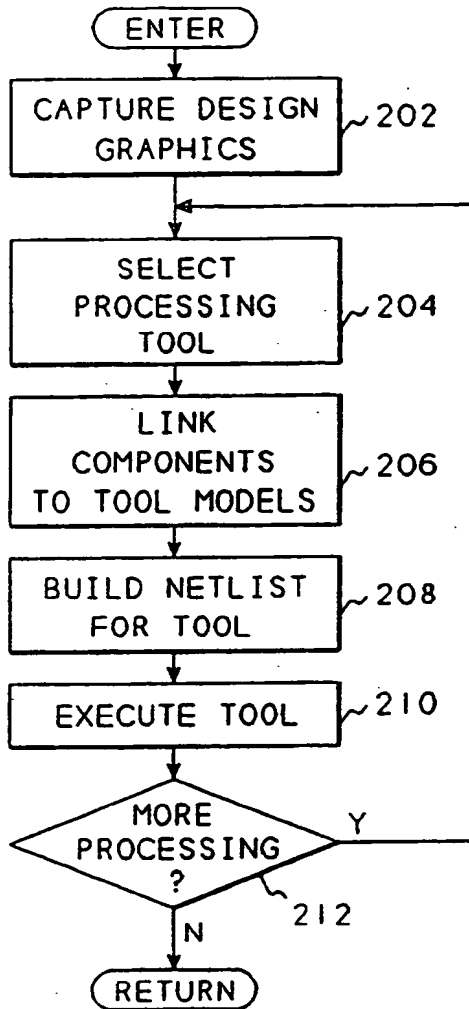 ENTER
CAPTURE DESIGN
GRAPHICS
202
SELECT
PROCESSING
TOOL
204
LINK
COMPONENTS
TO TOOL MODELS
206
BUILD NETLIST
FOR TOOL
208
EXECUTE TOOL
210
MORE
PROCESSING
?
Y
212
N
RETURN